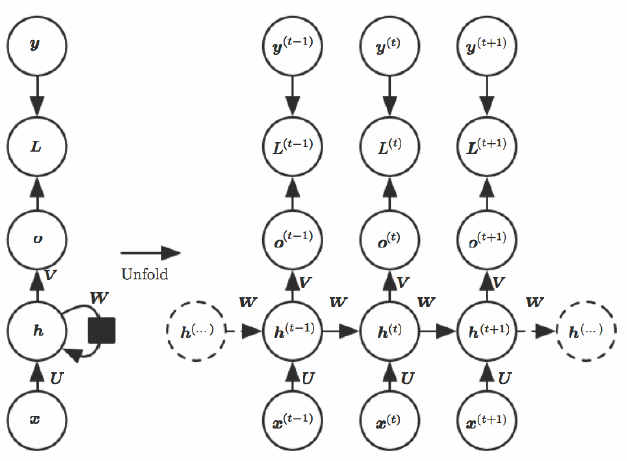 y y^(t−1) y^(t) y^(t+1)
L L^(t−1) L^(t) L^(t+1)
o o^(t−1) o^(t) o^(t+1)
Unfold
V V V V
W W W W W
h h^(...) h^(t−1) h^(t) h^(t+1) h^(...)
U U U U
x x^(t−1) x^(t) x^(t+1)